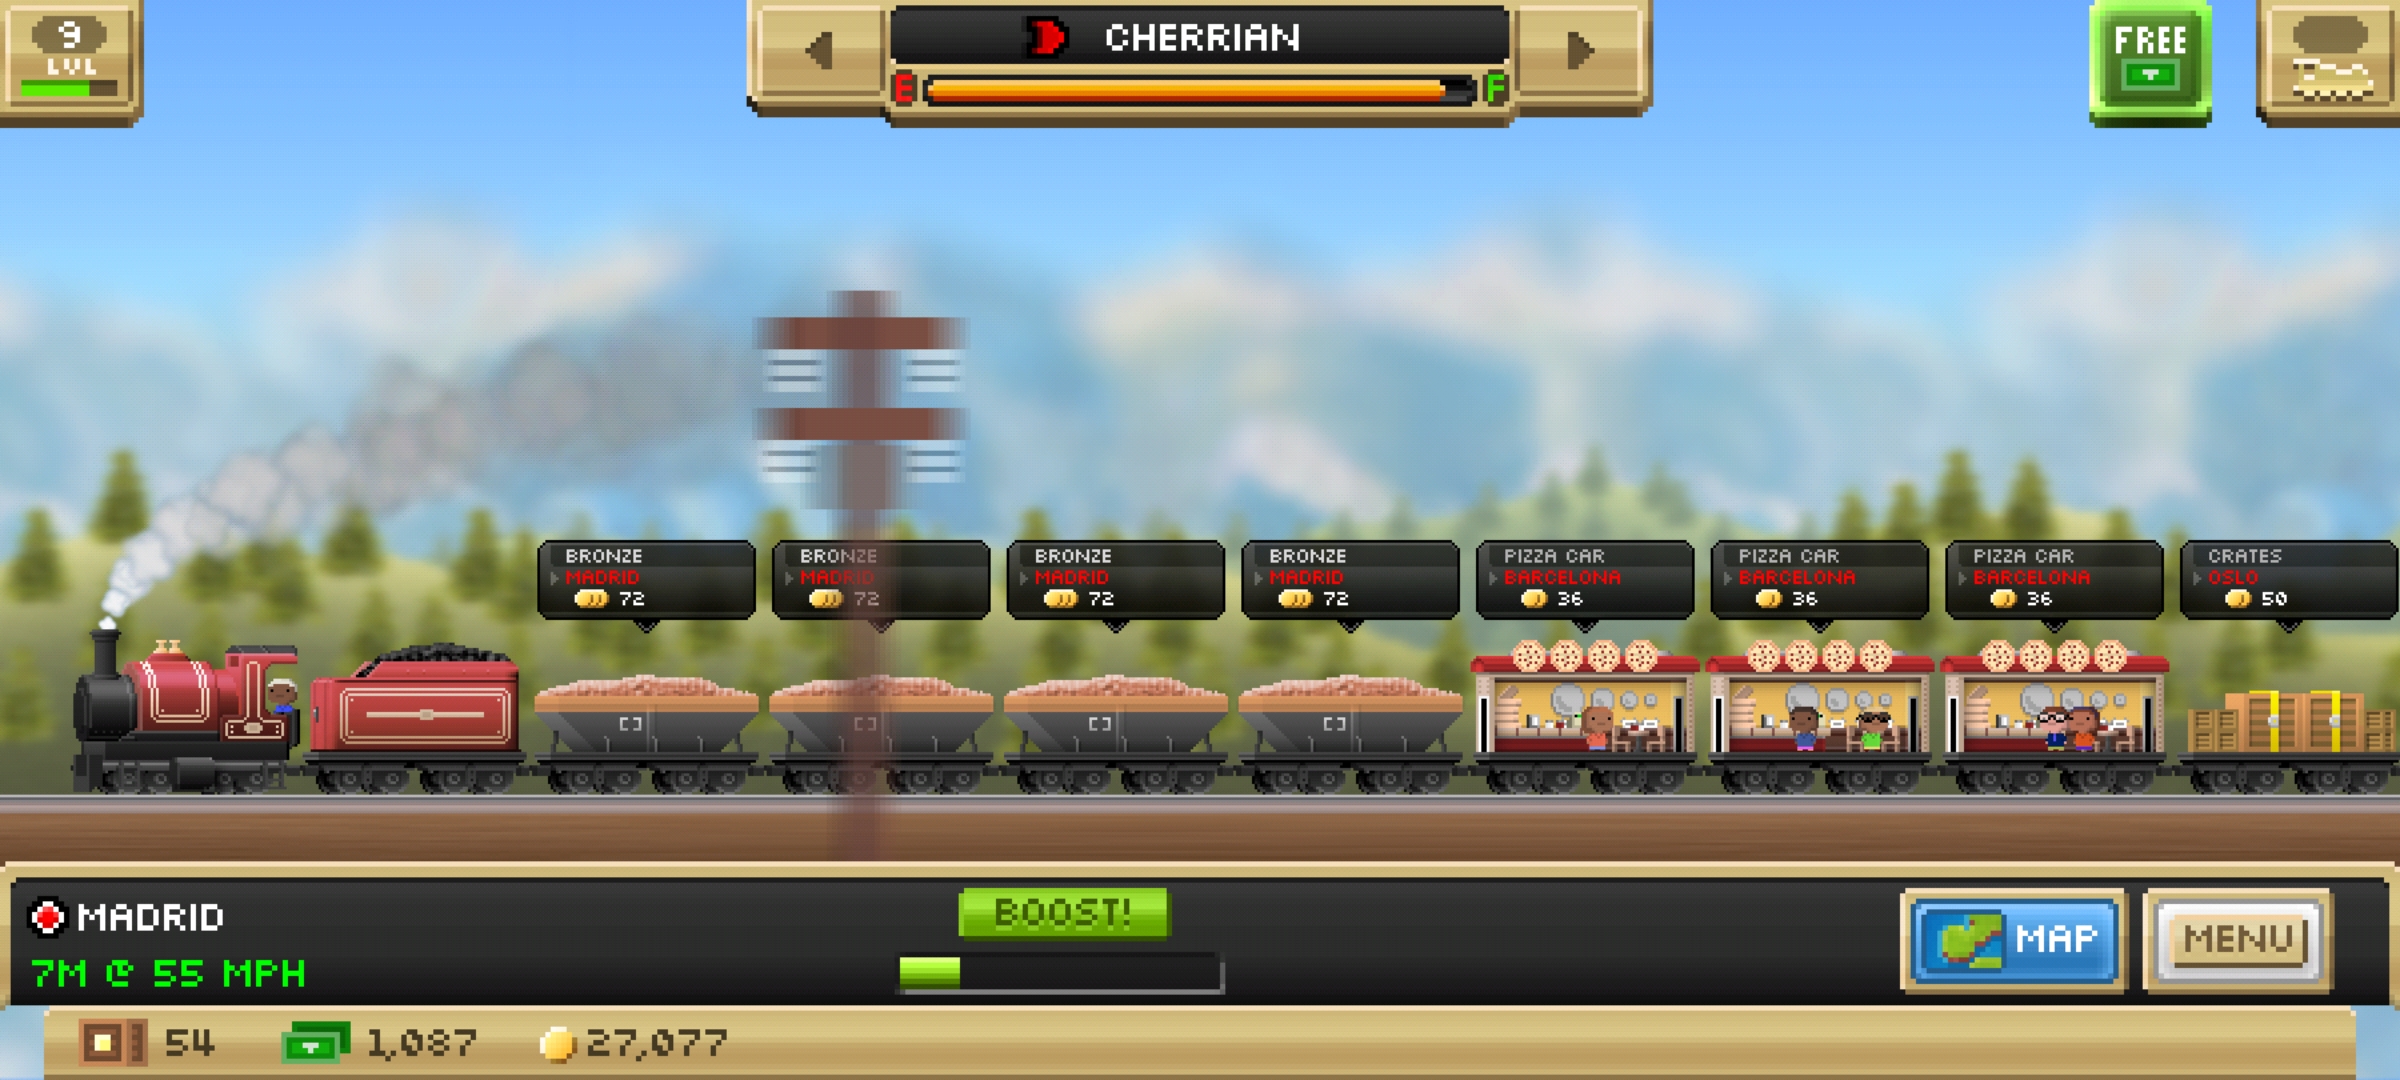 9
LVL
CHERRIAN
E F
FREE
BRONZE
MADRID
72
BRONZE
MADRID
72
BRONZE
MADRID
72
BRONZE
MADRID
72
PIZZA CAR
BARCELONA
36
PIZZA CAR
BARCELONA
36
PIZZA CAR
BARCELONA
36
CRATES
OSLO
50
MADRID
7M @ 55 MPH
BOOST!
MAP
MENU
54 1,087 27,077